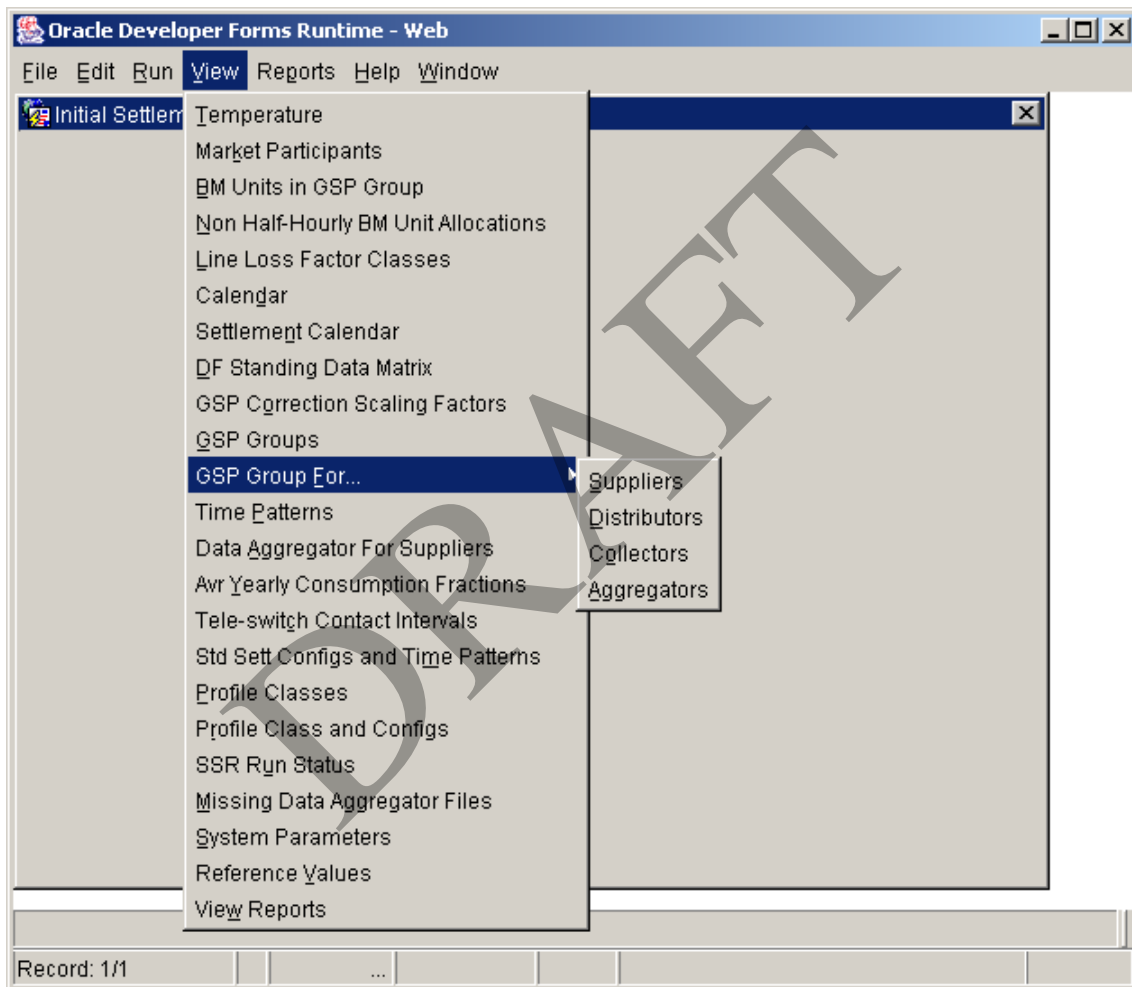 Oracle Developer Forms Runtime - Web
File Edit Run View Reports Help Window
Initial Settlem
Temperature
Market Participants
BM Units in GSP Group
Non Half-Hourly BM Unit Allocations
Line Loss Factor Classes
Calendar
Settlement Calendar
DF Standing Data Matrix
GSP Correction Scaling Factors
GSP Groups
GSP Group For...
Suppliers
Distributors
Collectors
Aggregators
Time Patterns
Data Aggregator For Suppliers
Avr Yearly Consumption Fractions
Tele-switch Contact Intervals
Std Sett Configs and Time Patterns
Profile Classes
Profile Class and Configs
SSR Run Status
Missing Data Aggregator Files
System Parameters
Reference Values
View Reports
Record: 1/1 ...
DRAFT